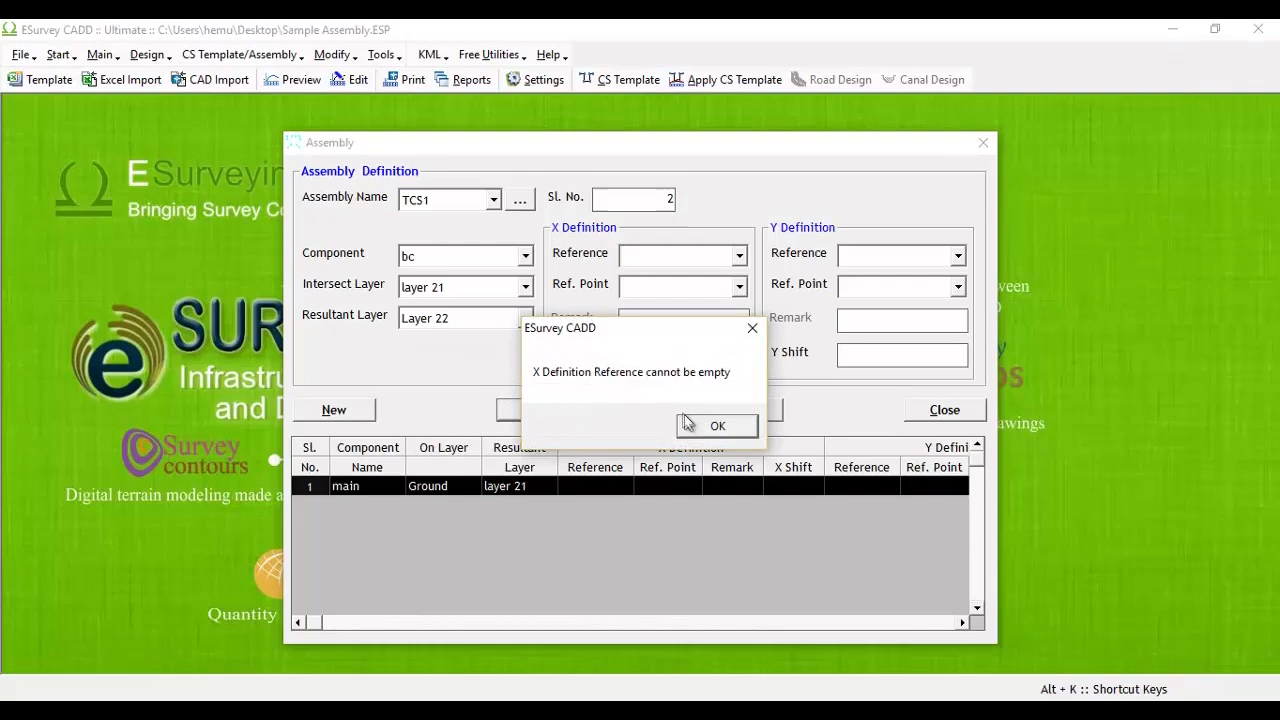 ESurvey CADD :: Ultimate :: C:\Users\hemu\Desktop\Sample Assembly.ESP
File Start Main Design CS Template/Assembly Modify Tools KML Free Utilities Help
Template Excel Import CAD Import Preview Edit Print Reports Settings CS Template Apply CS Template Road Design Canal Design
Assembly
Assembly Definition
Assembly Name TCS1 ... Sl. No. 2
X Definition Y Definition
Component bc Reference Reference
Intersect Layer layer 21 Ref. Point Ref. Point
Resultant Layer Layer 22 Remark Remark
Y Shift
ESurvey CADD
X Definition Reference cannot be empty
OK
New Close
Sl. Component On Layer Resultant X Definition Y Defini
No. Name Layer Reference Ref. Point Remark X Shift Reference Ref. Point
1 main Ground layer 21
E Surveyin
Bringing Survey C
e SUR
Infrastru
and D
Survey
contours
Digital terrain modeling made a
Quantity
ween
awings
Alt + K :: Shortcut Keys